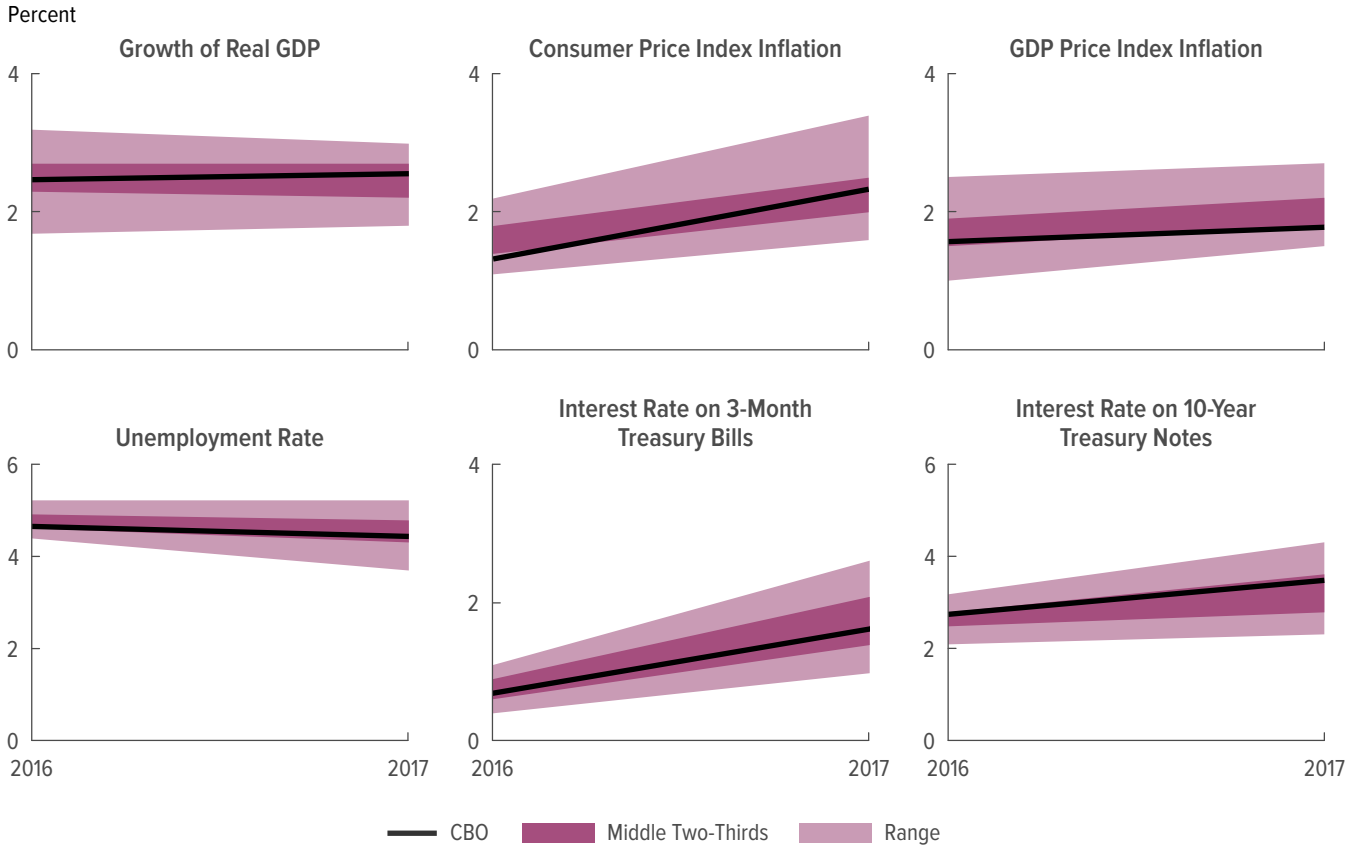 Percent
Growth of Real GDP
4
2
0
Consumer Price Index Inflation
4
2
0
GDP Price Index Inflation
4
2
0
Unemployment Rate
6
4
2
0
2016
2017
Interest Rate on 3-Month
Treasury Bills
4
2
0
2016
2017
Interest Rate on 10-Year
Treasury Notes
6
4
2
0
2016
2017
CBO
Middle Two-Thirds
Range